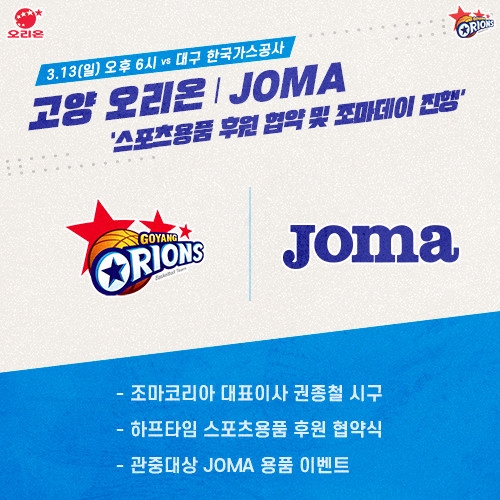 오리온
ORIONS
3.13(일) 오후 6시 vs 대구 한국가스공사
고양 오리온 | JOMA
'스포츠용품 후원 협약 및 조마데이 진행'
GOYANG
ORIONS
Basketball Team
Joma
- 조마코리아 대표이사 권종철 시구
- 하프타임 스포츠용품 후원 협약식
- 관중대상 JOMA 용품 이벤트